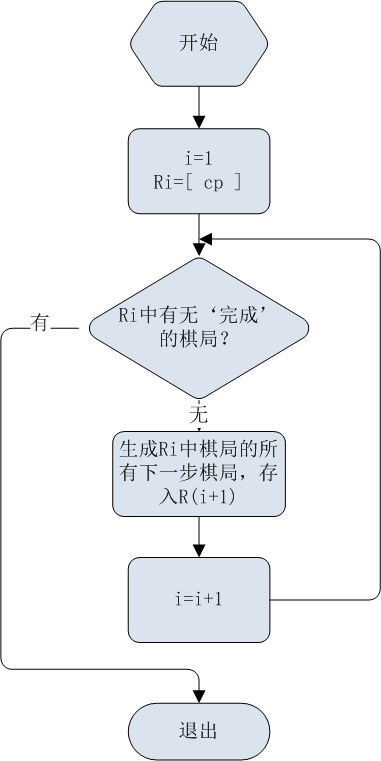 开始
i=1
Ri=[ cp ]
Ri中有无‘完成’
的棋局？
有
无
生成Ri中棋局的所
有下一步棋局，存
入R(i+1)
i=i+1
退出